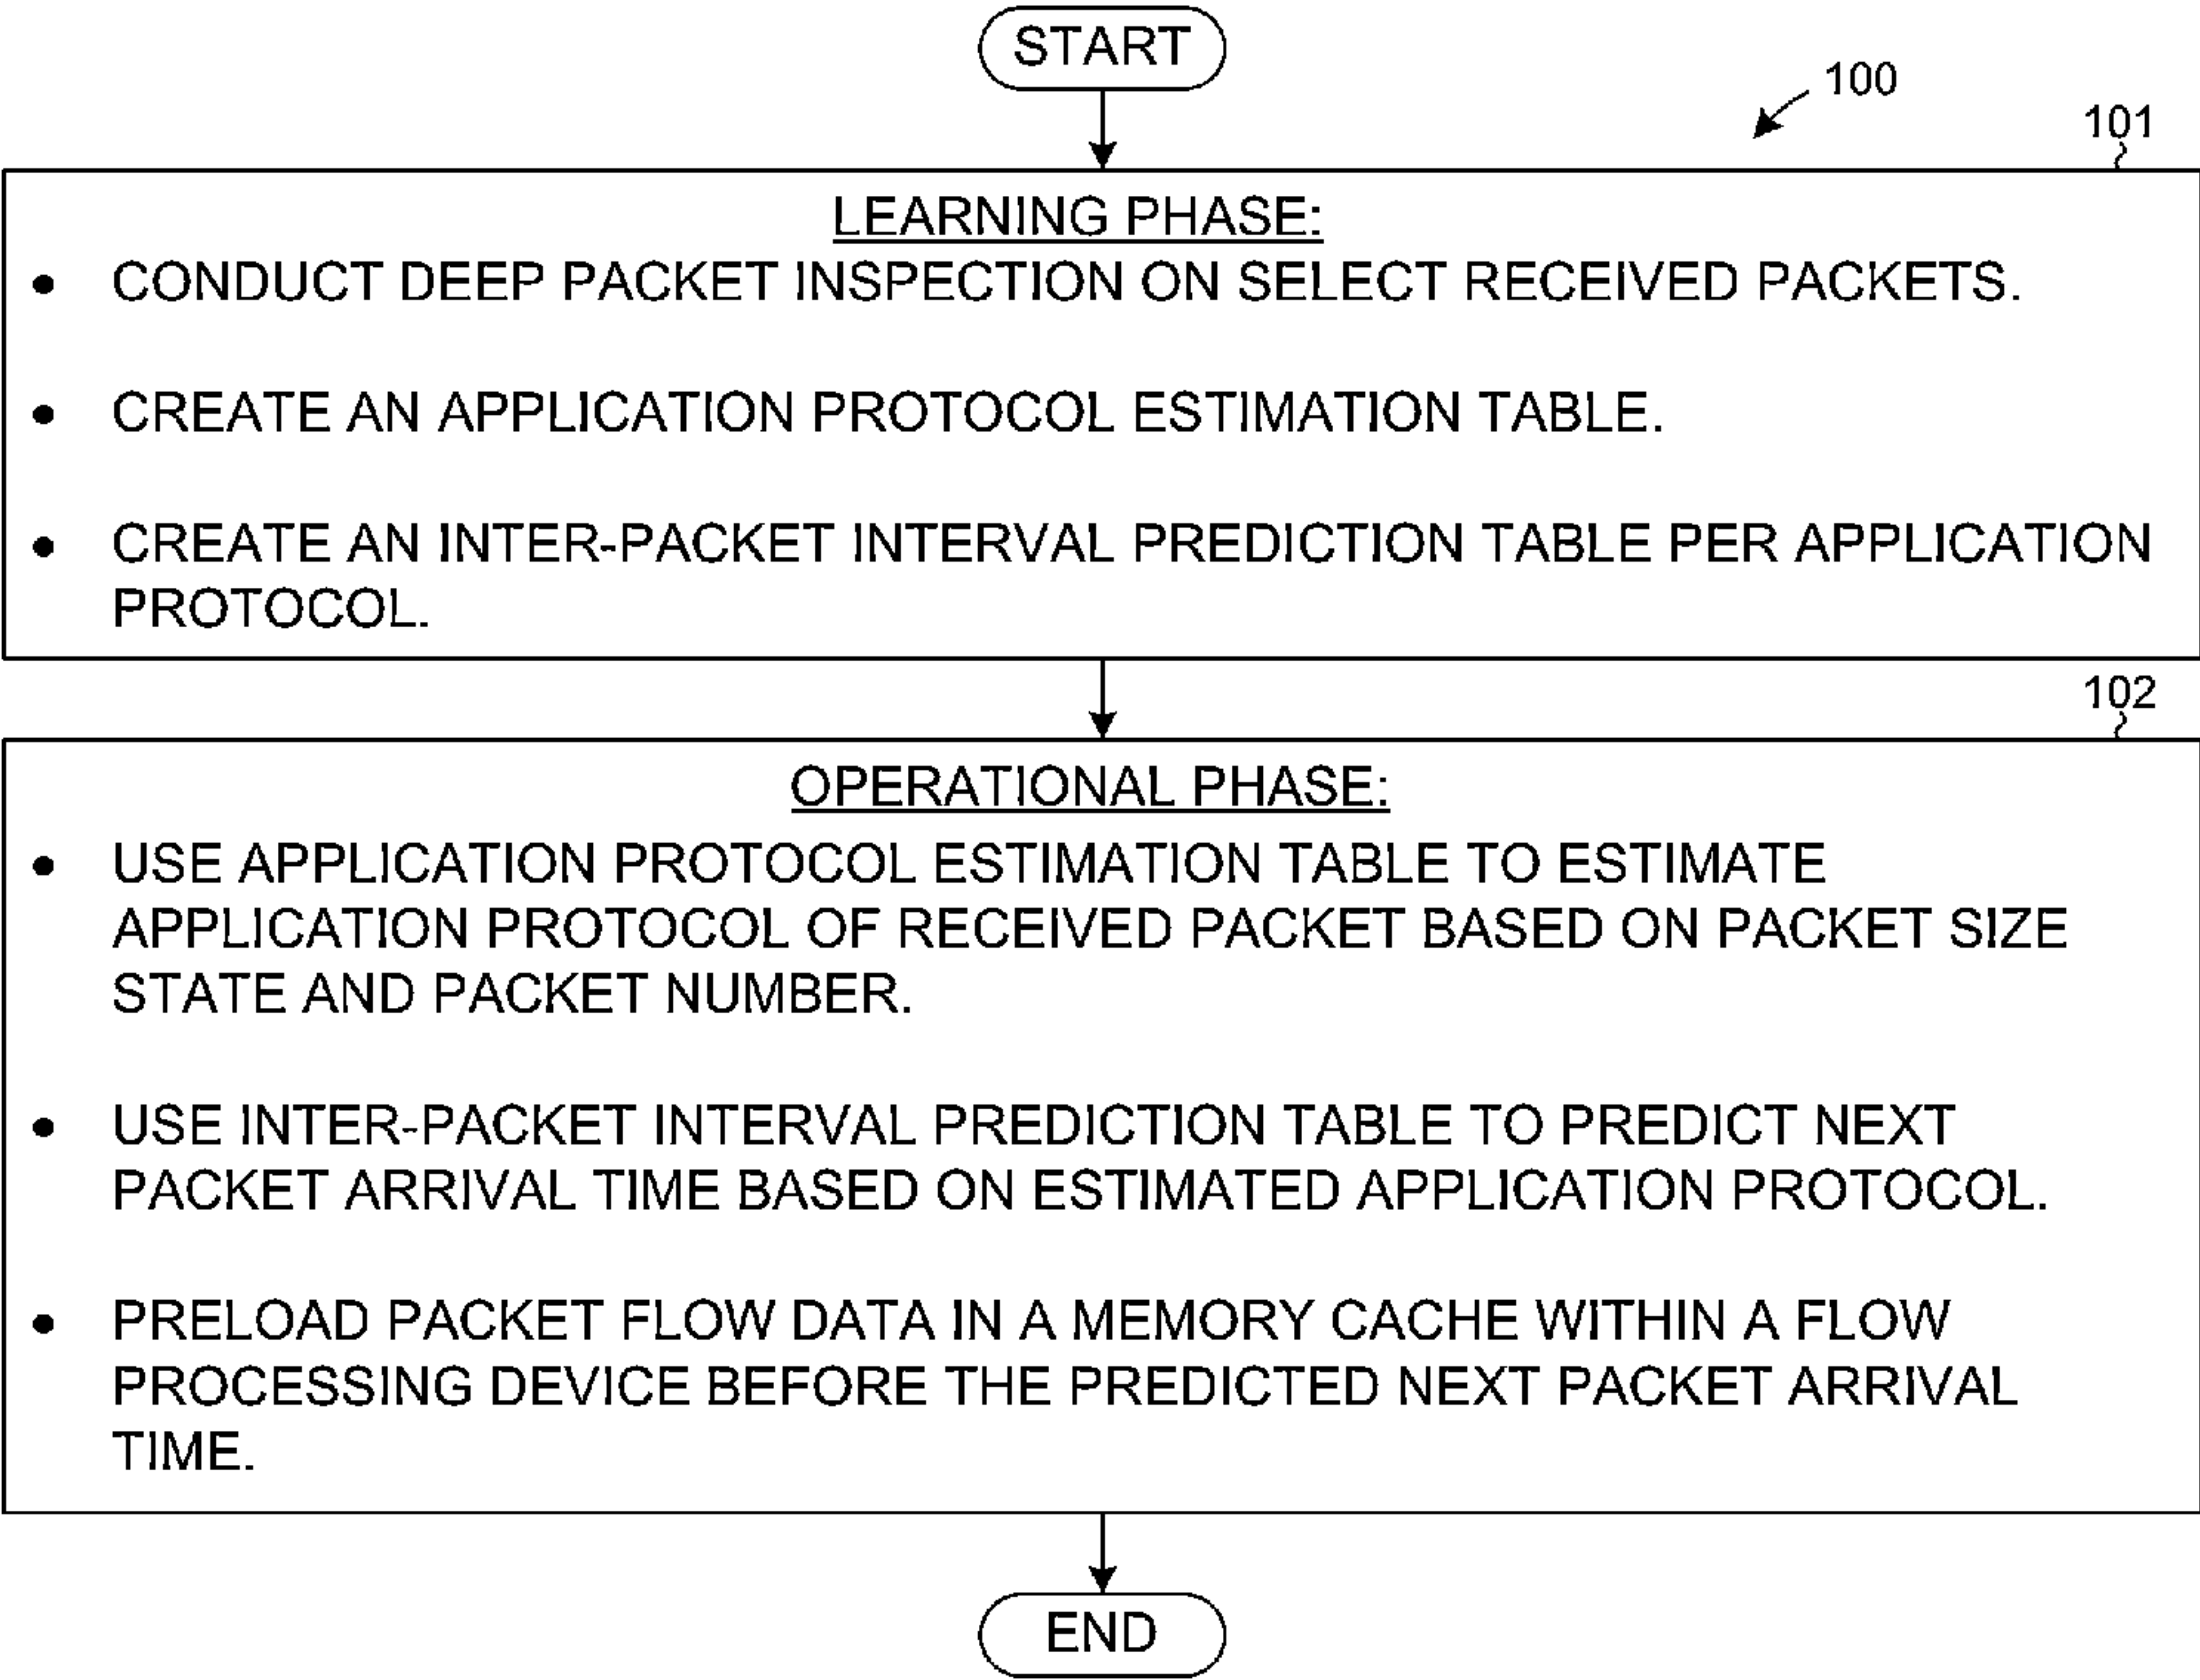 START
100
101
LEARNING PHASE:
• CONDUCT DEEP PACKET INSPECTION ON SELECT RECEIVED PACKETS.
• CREATE AN APPLICATION PROTOCOL ESTIMATION TABLE.
• CREATE AN INTER-PACKET INTERVAL PREDICTION TABLE PER APPLICATION
PROTOCOL.
102
OPERATIONAL PHASE:
• USE APPLICATION PROTOCOL ESTIMATION TABLE TO ESTIMATE
APPLICATION PROTOCOL OF RECEIVED PACKET BASED ON PACKET SIZE
STATE AND PACKET NUMBER.
• USE INTER-PACKET INTERVAL PREDICTION TABLE TO PREDICT NEXT
PACKET ARRIVAL TIME BASED ON ESTIMATED APPLICATION PROTOCOL.
• PRELOAD PACKET FLOW DATA IN A MEMORY CACHE WITHIN A FLOW
PROCESSING DEVICE BEFORE THE PREDICTED NEXT PACKET ARRIVAL
TIME.
END